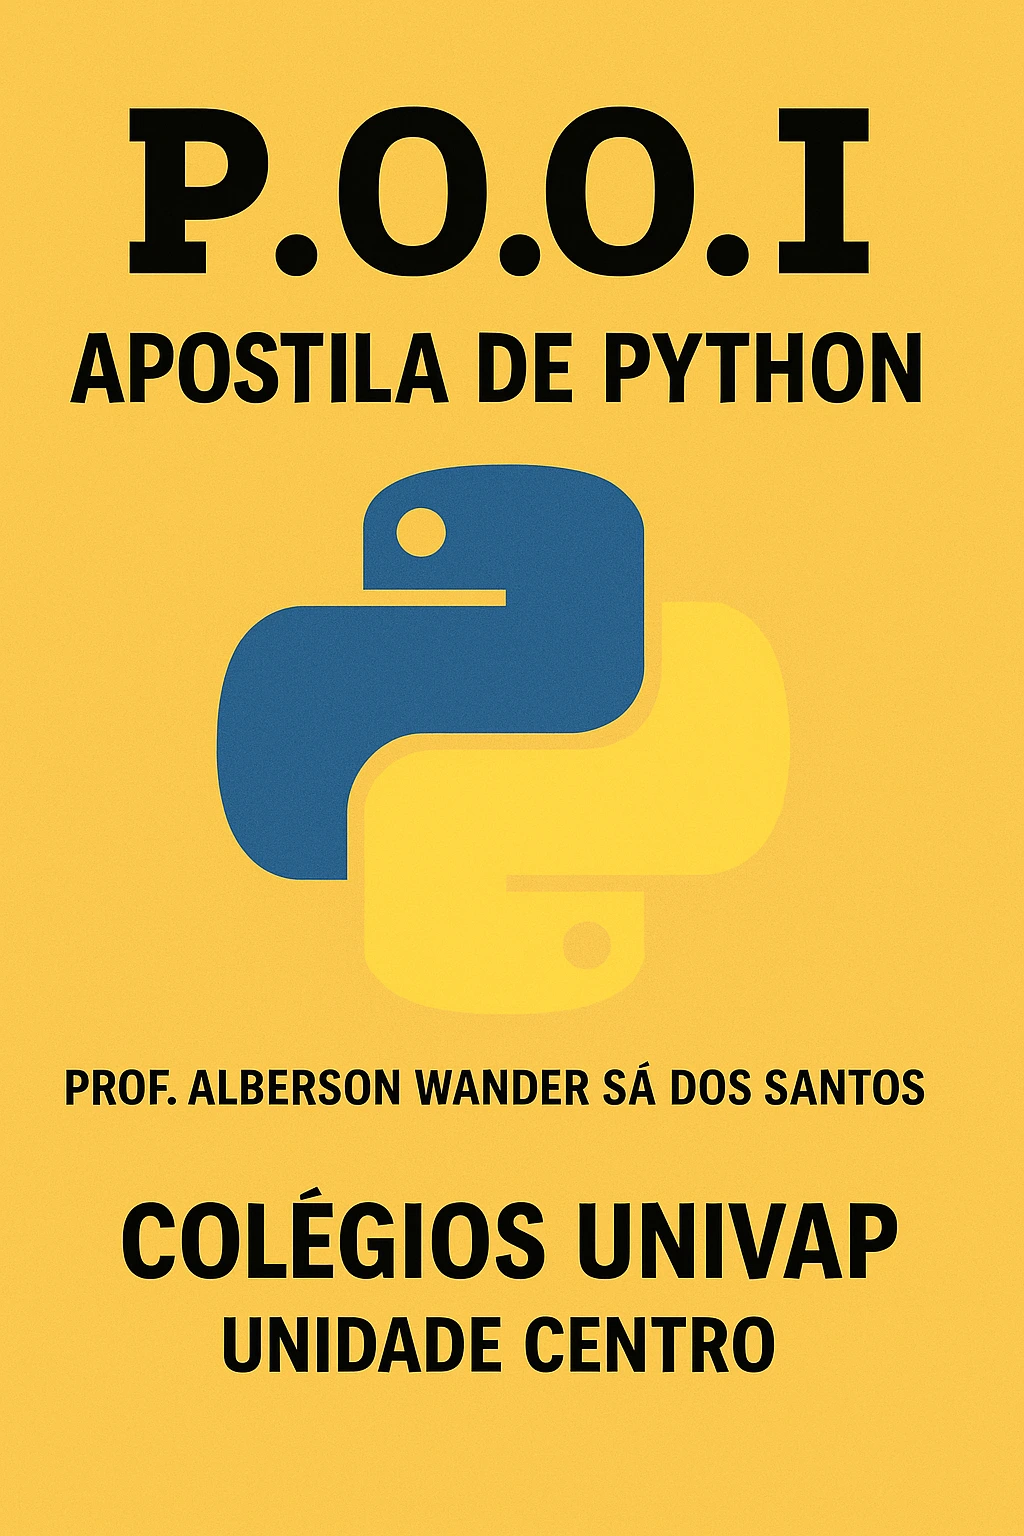 P.O.O.I
APOSTILA DE PYTHON
PROF. ALBERSON WANDER SÁ DOS SANTOS
COLÉGIOS UNIVAP
UNIDADE CENTRO